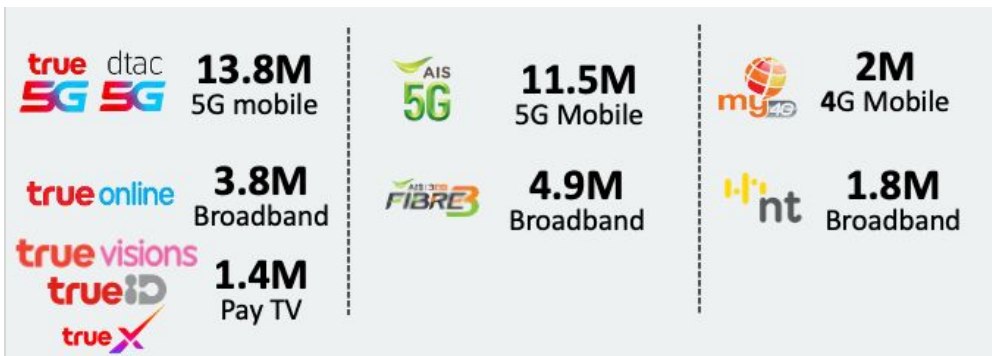 true dtac
5G 5G
13.8M
5G mobile
true online
3.8M
Broadband
true visions
trueID
true X
1.4M
Pay TV
AIS
5G
11.5M
5G Mobile
AIS 3BB
FIBRE3
4.9M
Broadband
my 4G
2M
4G Mobile
nt
1.8M
Broadband